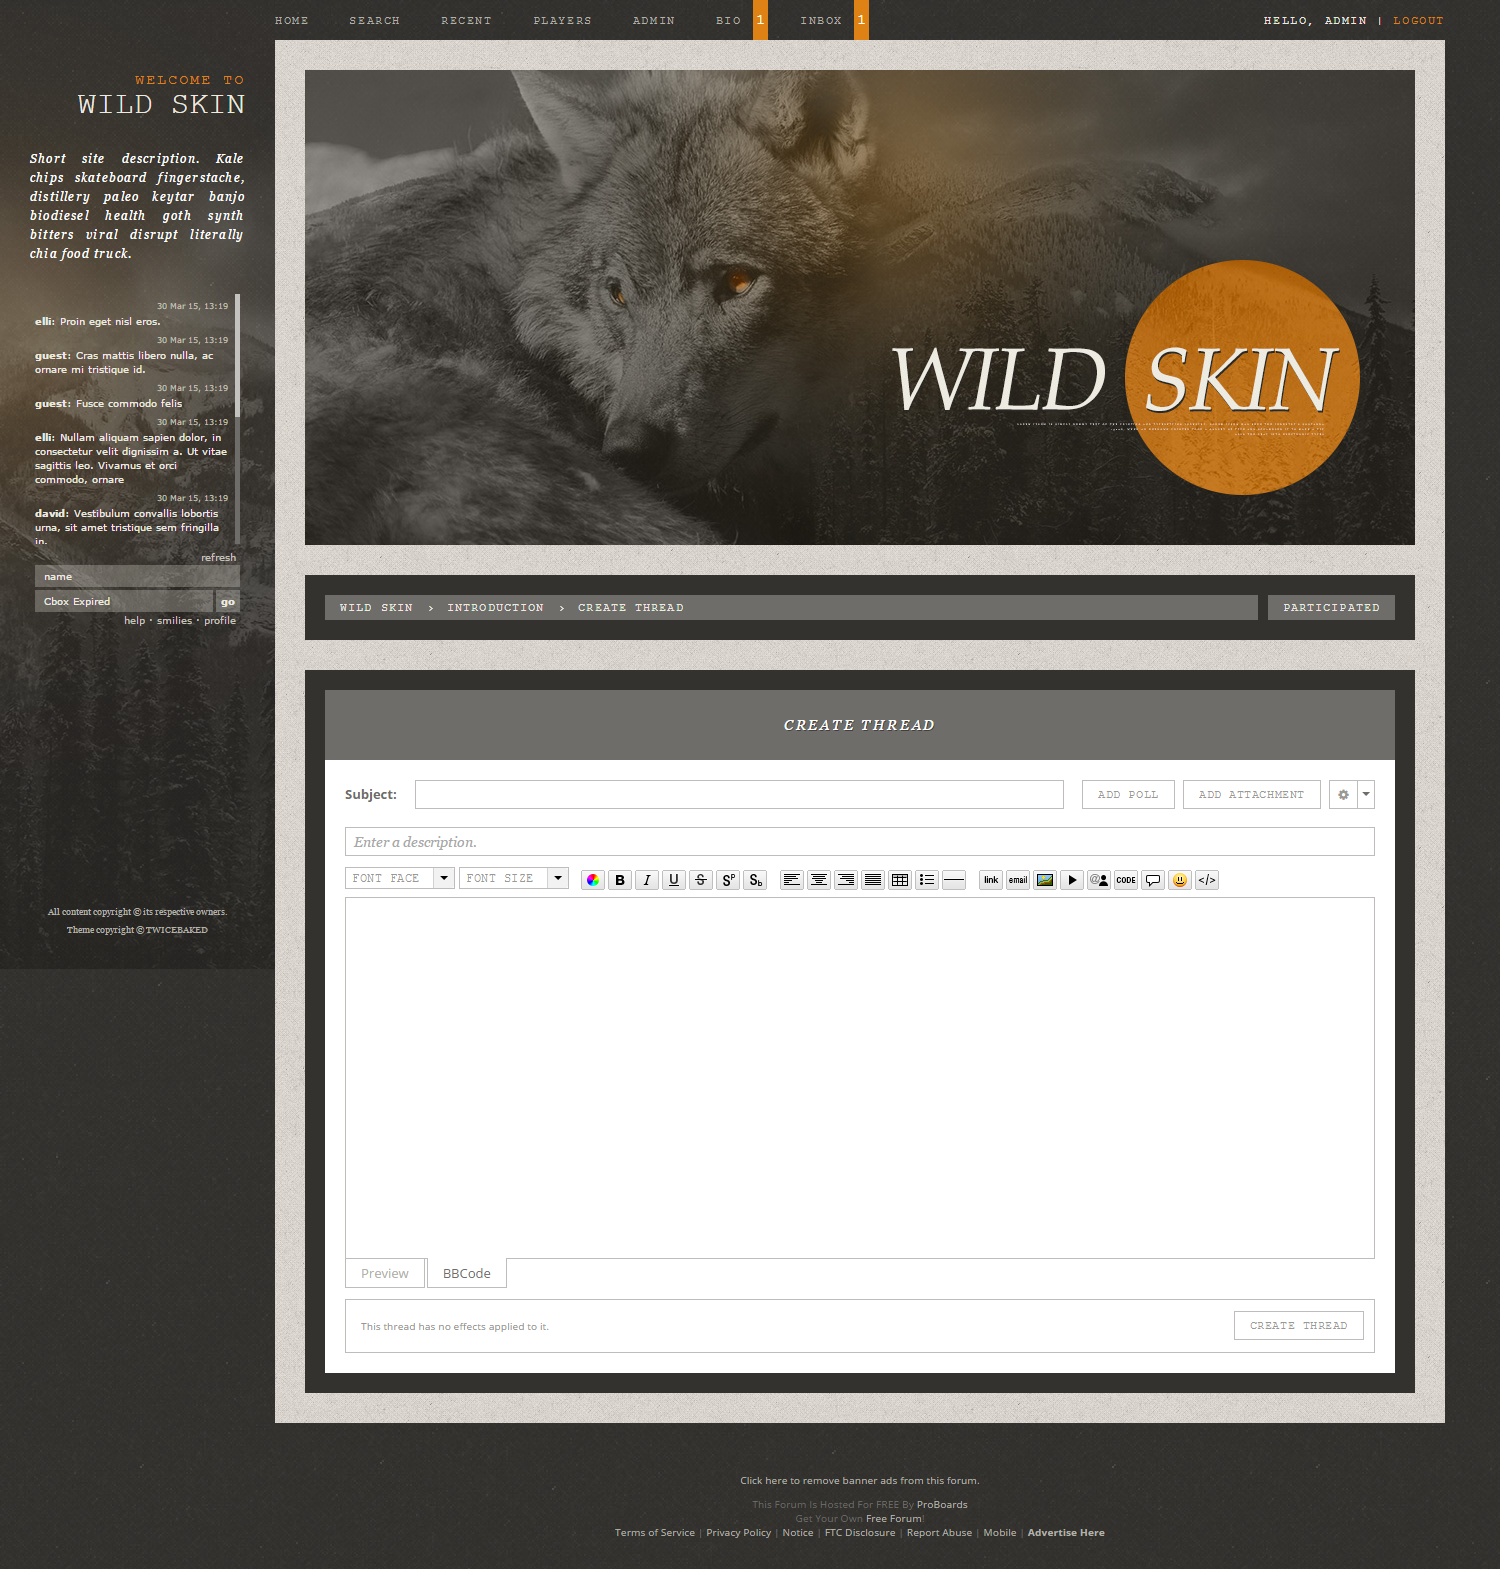 HOME SEARCH RECENT PLAYERS ADMIN BIO 1 INBOX 1 HELLO, ADMIN | LOGOUT
WELCOME TO
WILD SKIN
Short site description. Kale
chips skateboard fingerstache,
distillery paleo keytar banjo
biodiesel health goth synth
bitters viral disrupt literally
chia food truck.
30 Mar 15, 13:19
elli: Proin eget nisl eros.
30 Mar 15, 13:19
guest: Cras mattis libero nulla, ac
ornare mi tristique id.
30 Mar 15, 13:19
guest: Fusce commodo felis
30 Mar 15, 13:19
elli: Nullam aliquam sapien dolor, in
consectetur velit dignissim a. Ut vitae
sagittis leo. Vivamus et orci
commodo, ornare
30 Mar 15, 13:19
david: Vestibulum convallis lobortis
urna, sit amet tristique sem fringilla
in.
refresh
name
Cbox Expired go
help · smilies · profile
All content copyright © its respective owners.
Theme copyright © TWICEBAKED
WILD SKIN
WILD SKIN › INTRODUCTION › CREATE THREAD PARTICIPATED
CREATE THREAD
Subject: ADD POLL ADD ATTACHMENT
Enter a description.
FONT FACE FONT SIZE B I U S Sp Sb link email @ CODE </>
Preview BBCode
This thread has no effects applied to it. CREATE THREAD
Click here to remove banner ads from this forum.
This Forum Is Hosted For FREE By ProBoards
Get Your Own Free Forum!
Terms of Service | Privacy Policy | Notice | FTC Disclosure | Report Abuse | Mobile | Advertise Here